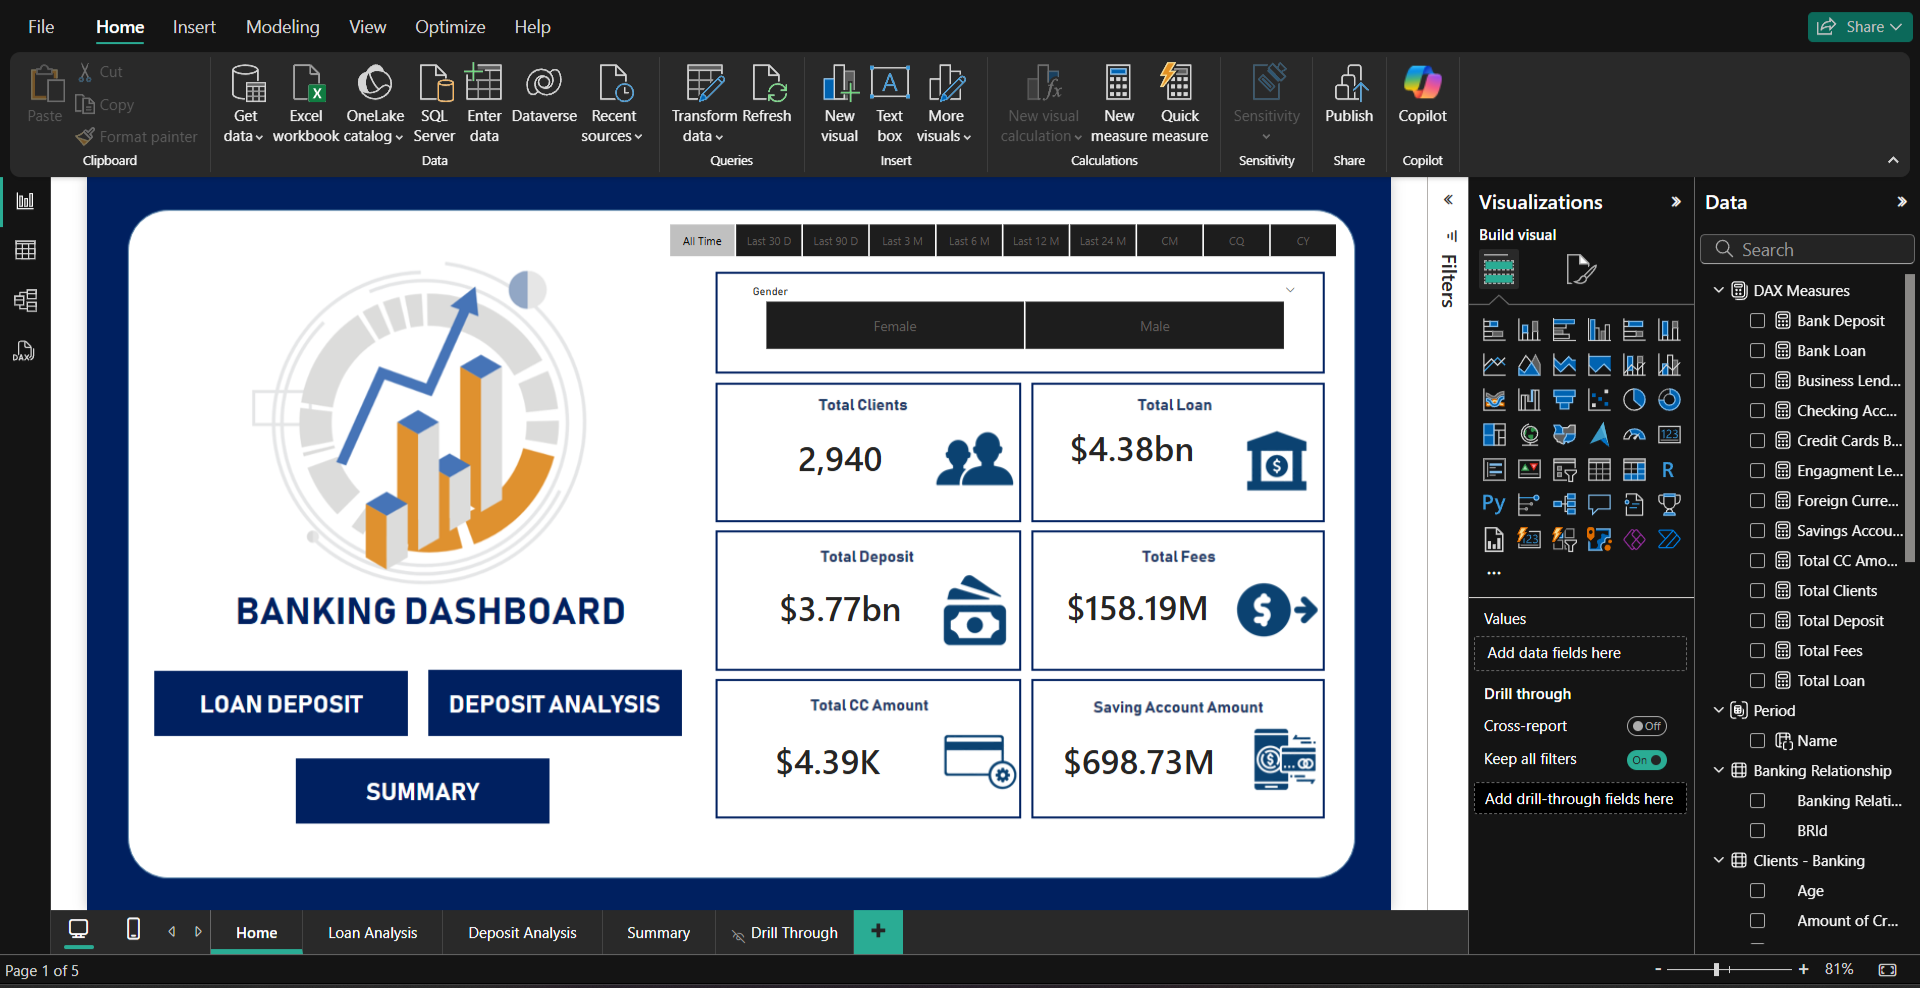 File Home Insert Modeling View Optimize Help
Share
Paste
Cut
Copy
Format painter
Clipboard
Get data
Excel workbook
OneLake catalog
SQL Server
Enter data
Dataverse
Recent sources
Data
Transform data
Refresh
Queries
New visual
Text box
More visuals
Insert
New visual calculation
New measure
Quick measure
Calculations
Sensitivity
Sensitivity
Publish
Share
Copilot
Copilot
DAX
All Time Last 30 D Last 90 D Last 3 M Last 6 M Last 12 M Last 24 M CM CQ CY
Gender
Female Male
Total Clients
2,940
Total Loan
$4.38bn
Total Deposit
$3.77bn
Total Fees
$158.19M
Total CC Amount
$4.39K
Saving Account Amount
$698.73M
BANKING DASHBOARD
LOAN DEPOSIT
DEPOSIT ANALYSIS
SUMMARY
Filters
Visualizations
Build visual
123
R
Py
123
...
Values
Add data fields here
Drill through
Cross-report
Off
Keep all filters
On
Add drill-through fields here
Data
Search
DAX Measures
Bank Deposit
Bank Loan
Business Lend...
Checking Acc...
Credit Cards B...
Engagment Le...
Foreign Curre...
Savings Accou...
Total CC Amo...
Total Clients
Total Deposit
Total Fees
Total Loan
Period
Name
Banking Relationship
Banking Relati...
BRId
Clients - Banking
Age
Amount of Cr...
Home Loan Analysis Deposit Analysis Summary Drill Through +
Page 1 of 5
- + 81%